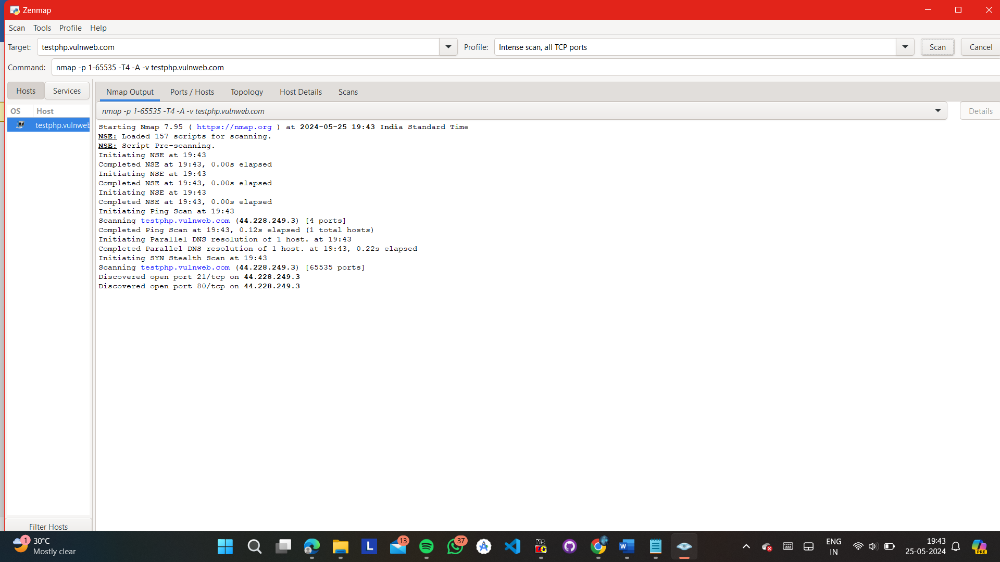 Zenmap
Scan Tools Profile Help
Target: testphp.vulnweb.com Profile: Intense scan, all TCP ports Scan Cancel
Command: nmap -p 1-65535 -T4 -A -v testphp.vulnweb.com
Hosts Services Nmap Output Ports / Hosts Topology Host Details Scans
OS Host nmap -p 1-65535 -T4 -A -v testphp.vulnweb.com Details
testphp.vulnweb
Starting Nmap 7.95 ( https://nmap.org ) at 2024-05-25 19:43 India Standard Time
NSE: Loaded 157 scripts for scanning.
NSE: Script Pre-scanning.
Initiating NSE at 19:43
Completed NSE at 19:43, 0.00s elapsed
Initiating NSE at 19:43
Completed NSE at 19:43, 0.00s elapsed
Initiating NSE at 19:43
Completed NSE at 19:43, 0.00s elapsed
Initiating Ping Scan at 19:43
Scanning testphp.vulnweb.com (44.228.249.3) [4 ports]
Completed Ping Scan at 19:43, 0.12s elapsed (1 total hosts)
Initiating Parallel DNS resolution of 1 host. at 19:43
Completed Parallel DNS resolution of 1 host. at 19:43, 0.22s elapsed
Initiating SYN Stealth Scan at 19:43
Scanning testphp.vulnweb.com (44.228.249.3) [65535 ports]
Discovered open port 21/tcp on 44.228.249.3
Discovered open port 80/tcp on 44.228.249.3
Filter Hosts
1 30°C
Mostly clear
L 13 37 MS W
ENG
IN
19:43
25-05-2024
PRE